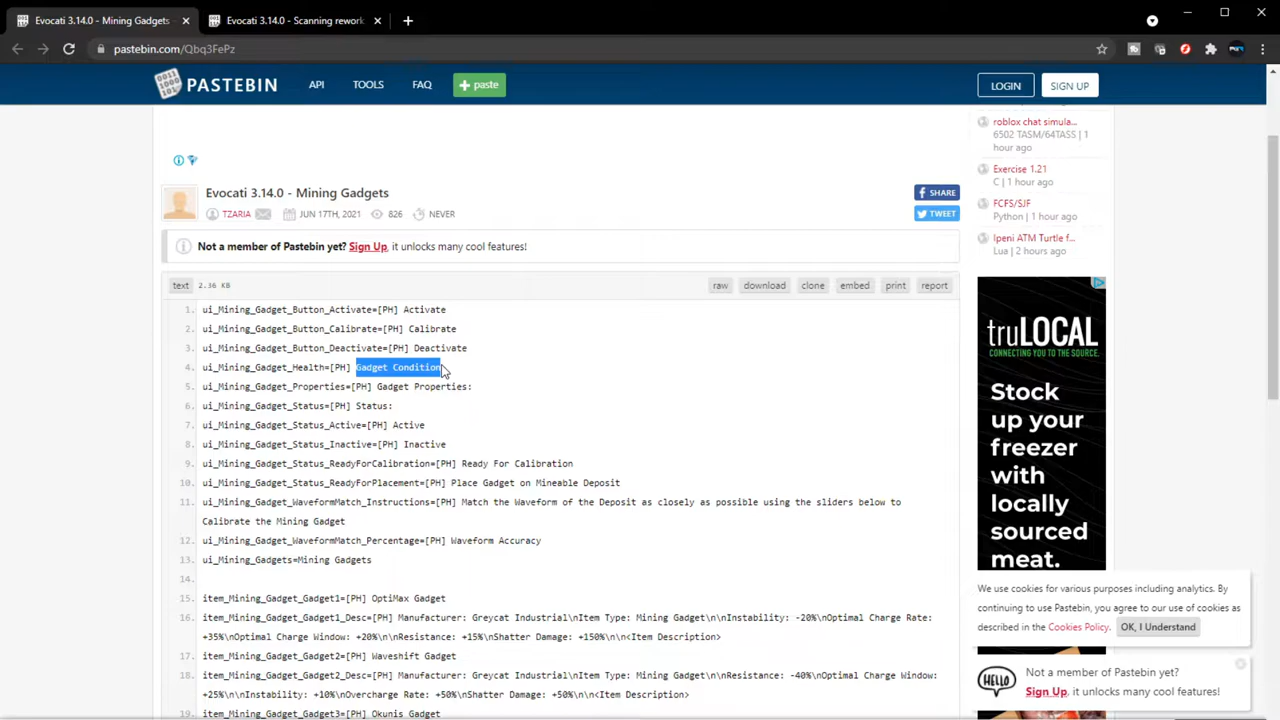 Evocati 3.14.0 - Mining Gadgets
Evocati 3.14.0 - Scanning rework
pastebin.com/Qbq3FePz
PASTEBIN
API
TOOLS
FAQ
+ paste
LOGIN
SIGN UP
roblox chat simula...
6502 TASM/64TASS | 1
hour ago
Exercise 1.21
C | 1 hour ago
FCFS/SJF
Python | 1 hour ago
Ipeni ATM Turtle f...
Lua | 2 hours ago
Evocati 3.14.0 - Mining Gadgets
TZARIA
JUN 17TH, 2021
826
NEVER
SHARE
TWEET
Not a member of Pastebin yet? Sign Up, it unlocks many cool features!
text
2.36 KB
raw
download
clone
embed
print
report
1. ui_Mining_Gadget_Button_Activate=[PH] Activate
2. ui_Mining_Gadget_Button_Calibrate=[PH] Calibrate
3. ui_Mining_Gadget_Button_Deactivate=[PH] Deactivate
4. ui_Mining_Gadget_Health=[PH] Gadget Condition
5. ui_Mining_Gadget_Properties=[PH] Gadget Properties:
6. ui_Mining_Gadget_Status=[PH] Status:
7. ui_Mining_Gadget_Status_Active=[PH] Active
8. ui_Mining_Gadget_Status_Inactive=[PH] Inactive
9. ui_Mining_Gadget_Status_ReadyForCalibration=[PH] Ready For Calibration
10. ui_Mining_Gadget_Status_ReadyForPlacement=[PH] Place Gadget on Mineable Deposit
11. ui_Mining_Gadget_WaveformMatch_Instructions=[PH] Match the Waveform of the Deposit as closely as possible using the sliders below to
Calibrate the Mining Gadget
12. ui_Mining_Gadget_WaveformMatch_Percentage=[PH] Waveform Accuracy
13. ui_Mining_Gadgets=Mining Gadgets
14.
15. item_Mining_Gadget_Gadget1=[PH] OptiMax Gadget
16. item_Mining_Gadget_Gadget1_Desc=[PH] Manufacturer: Greycat Industrial\nItem Type: Mining Gadget\n\nInstability: -20%\nOptimal Charge Rate:
+35%\nOptimal Charge Window: +20%\nResistance: +15%\nShatter Damage: +150%\n\n<Item Description>
17. item_Mining_Gadget_Gadget2=[PH] Waveshift Gadget
18. item_Mining_Gadget_Gadget2_Desc=[PH] Manufacturer: Greycat Industrial\nItem Type: Mining Gadget\n\nResistance: -40%\nOptimal Charge Window:
+25%\n\nInstability: +10%\nOvercharge Rate: +50%\nShatter Damage: +50%\n\n<Item Description>
19. item_Mining_Gadget_Gadget3=[PH] Okunis Gadget
truLOCAL
CONNECTING YOU TO THE SOURCE.
Stock
up your
freezer
with
locally
sourced
meat.
We use cookies for various purposes including analytics. By
continuing to use Pastebin, you agree to our use of cookies as
described in the Cookies Policy. OK, I Understand
HELLO
Not a member of Pastebin yet?
Sign Up, it unlocks many cool features!